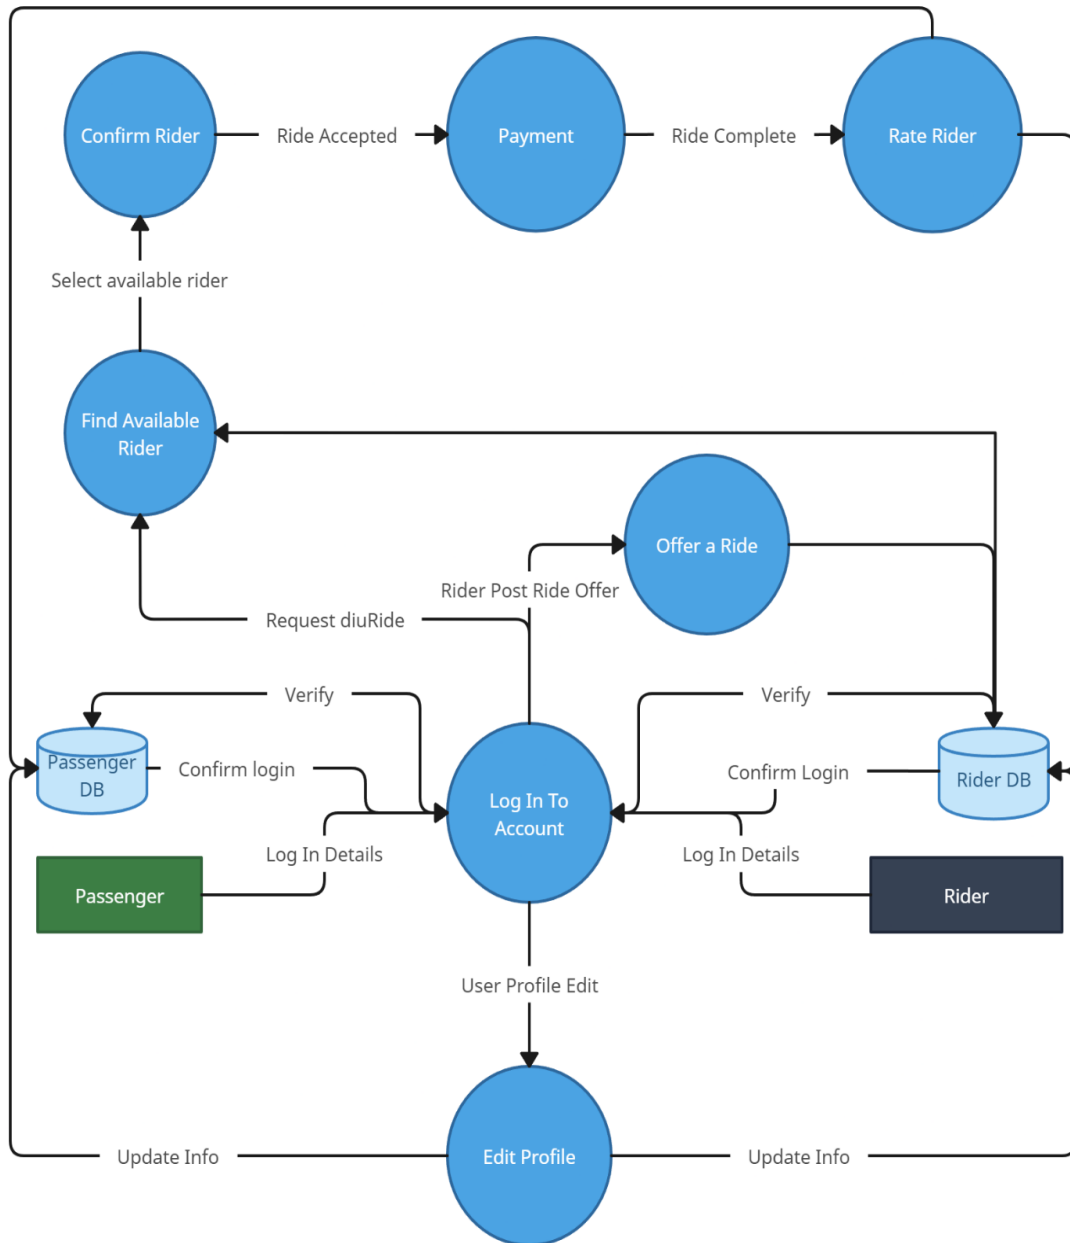 Confirm Rider
Ride Accepted
Payment
Ride Complete
Rate Rider
Select available rider
Find Available
Rider
Offer a Ride
Rider Post Ride Offer
Request diuRide
Verify
Verify
Passenger
DB
Confirm login
Log In To
Account
Confirm Login
Rider DB
Log In Details
Log In Details
Passenger
Rider
User Profile Edit
Update Info
Edit Profile
Update Info